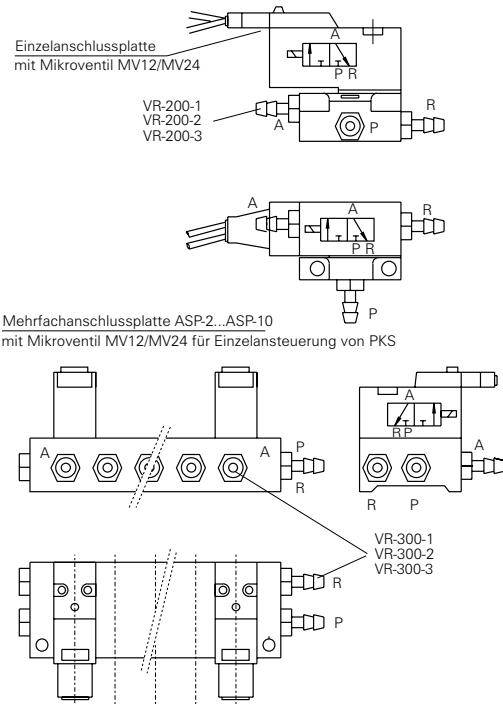 Einzelanschlussplatte
mit Mikroventil MV12/MV24
A
P R
VR-200-1
VR-200-2
VR-200-3
A
P
R
A
A
P R
R
P
Mehrfachanschlussplatte ASP-2...ASP-10
mit Mikroventil MV12/MV24 für Einzelansteuerung von PKS
A
A
P
R
A
R P
A
R
P
VR-300-1
VR-300-2
VR-300-3
R
P